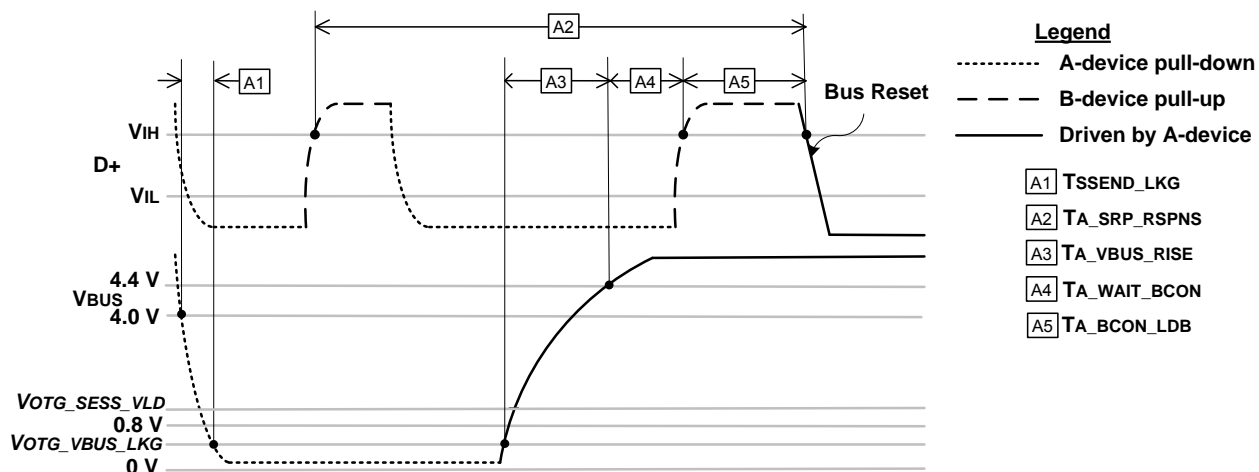 A2
Legend
A-device pull-down
A1
A3
A4
A5
Bus Reset
B-device pull-up
VIH
Driven by A-device
D+
VIL
A1 TSSEND_LKG
A2 TA_SRP_RSPNS
A3 TA_VBUS_RISE
A4 TA_WAIT_BCON
A5 TA_BCON_LDB
4.4 V
VBUS
4.0 V
VOTG_SESS_VLD
0.8 V
VOTG_VBUS_LKG
0 V